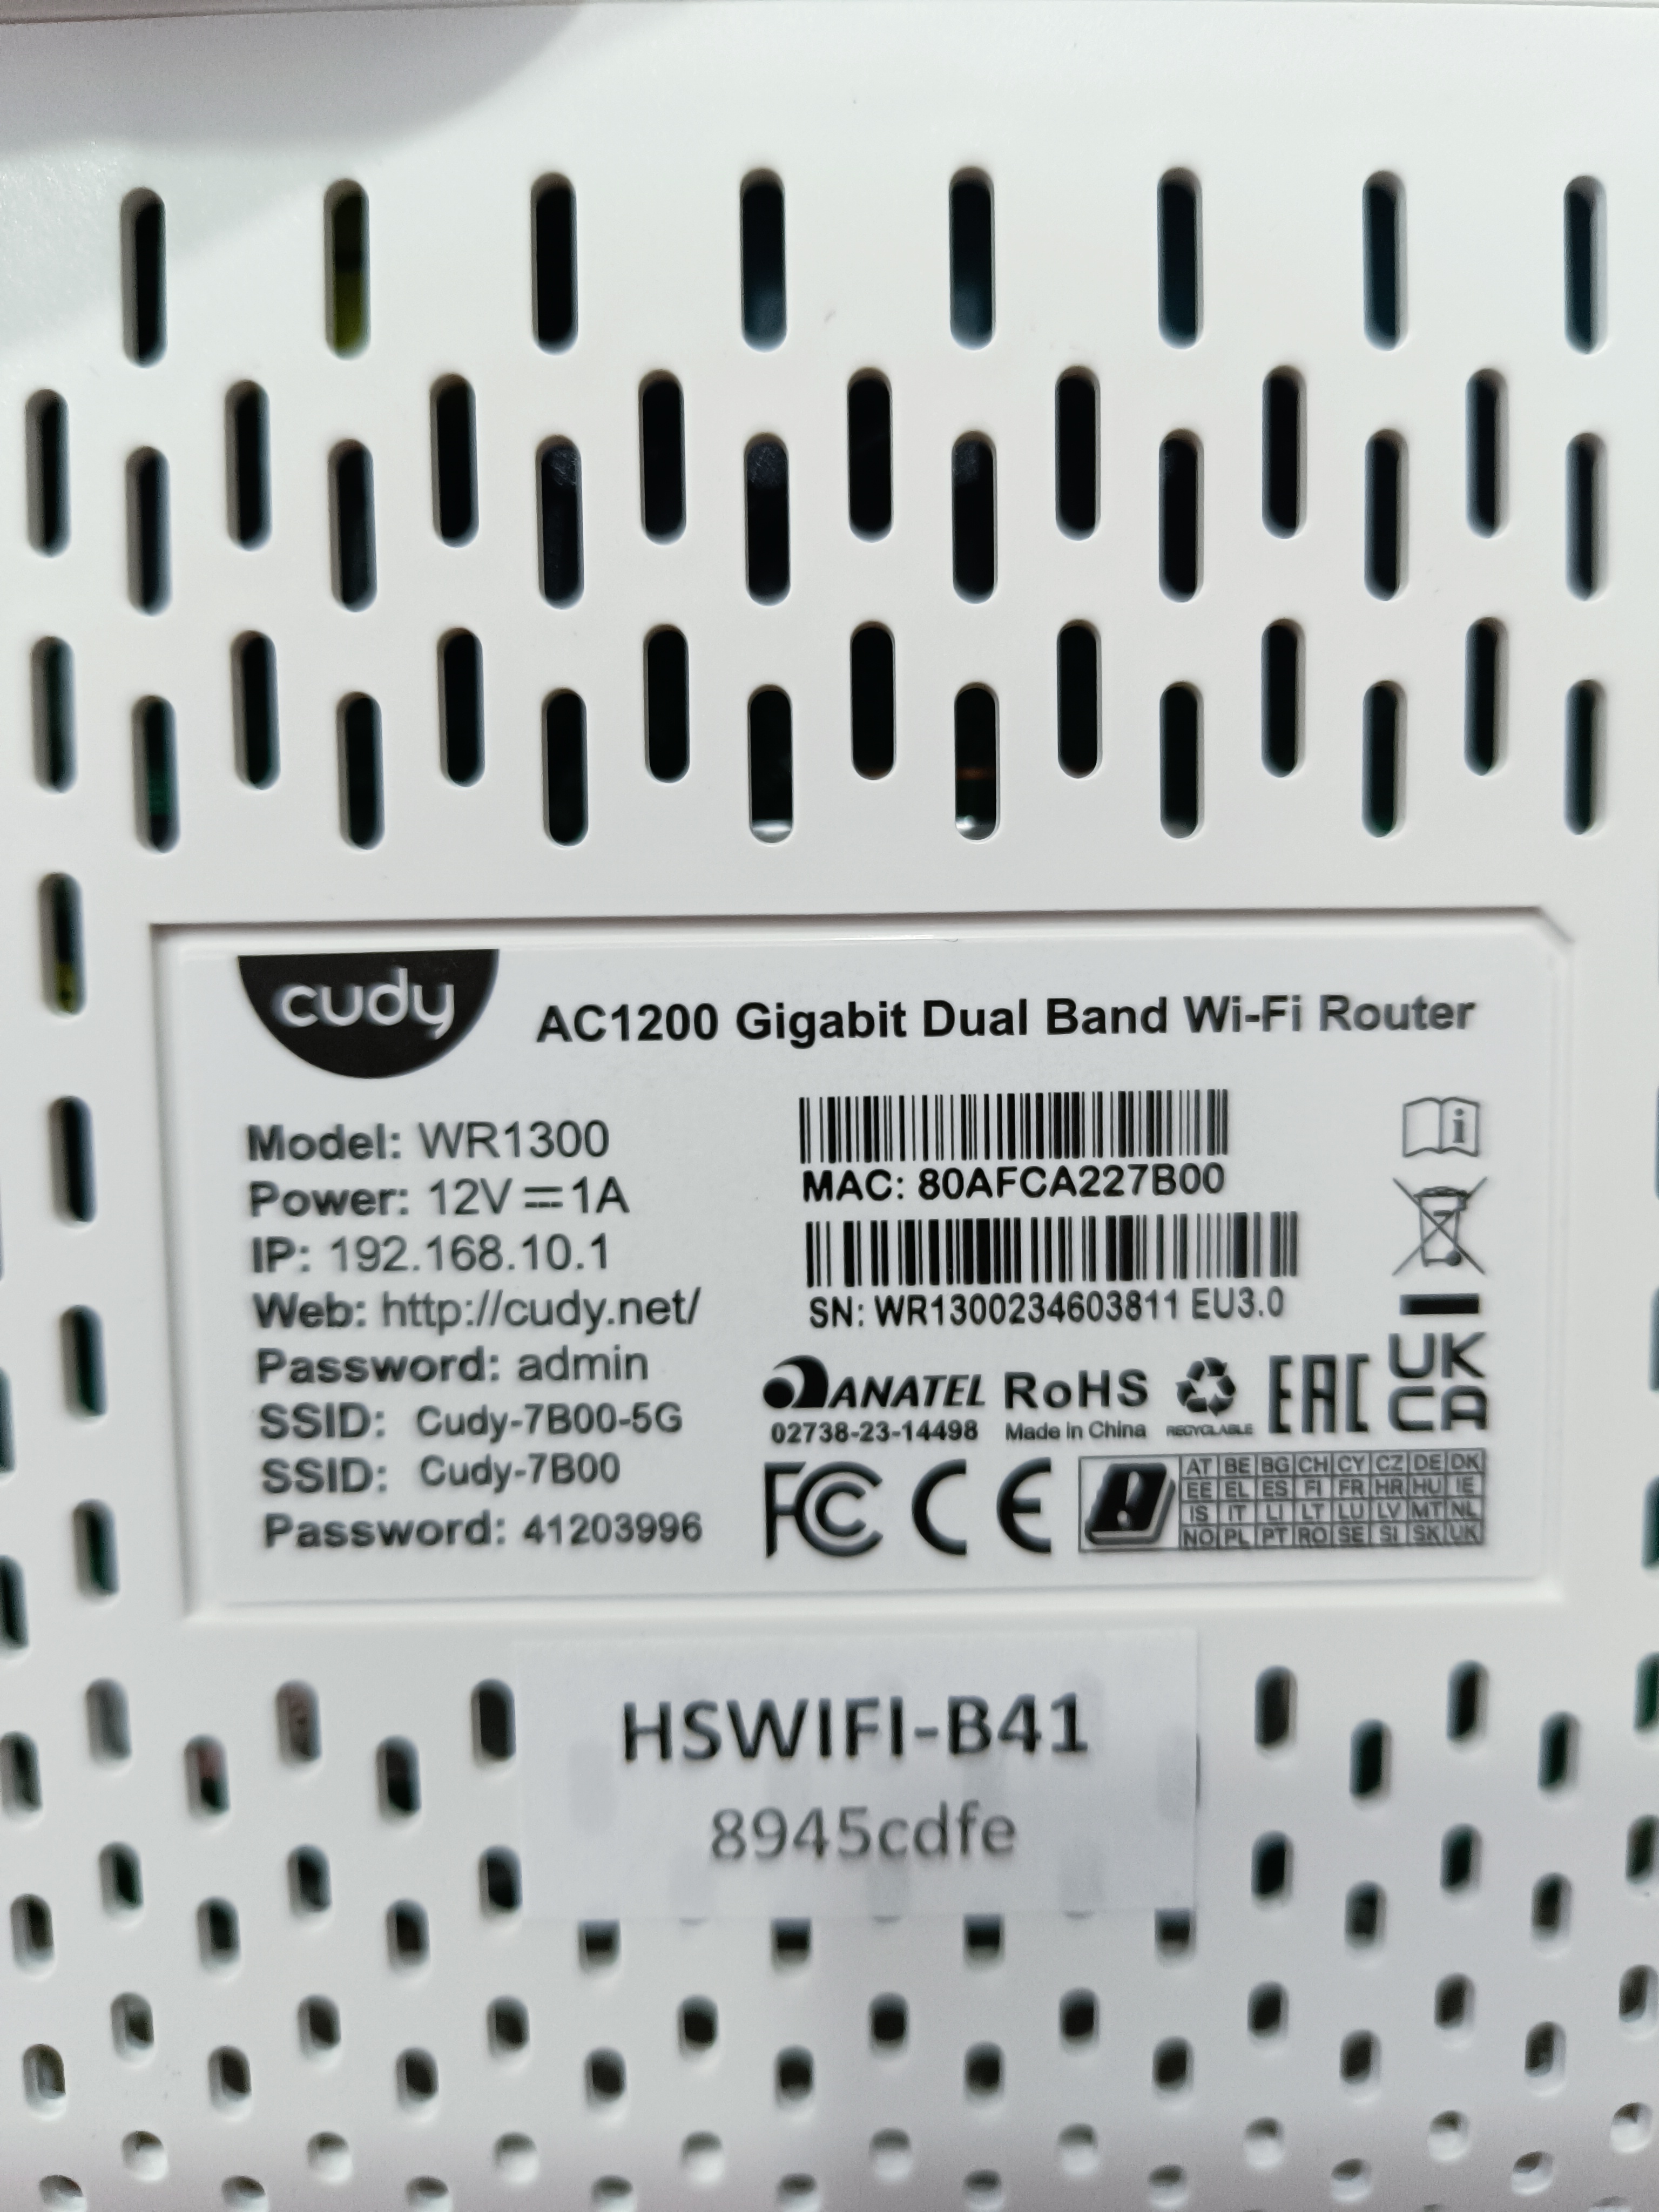 cudy
AC1200 Gigabit Dual Band Wi-Fi Router
Model: WR1300
Power: 12V⎓1A
IP: 192.168.10.1
Web: http://cudy.net/
Password: admin
SSID: Cudy-7B00-5G
SSID: Cudy-7B00
Password: 41203996
MAC: 80AFCA227B00
SN: WR1300234603811 EU3.0
ANATEL
02738-23-14498
RoHS
Made in China
RECYCLABLE
EAC
UK
CA
FC CE
AT BE BG CH CY CZ DE DK
EE EL ES FI FR HR HU IE
IS IT LI LT LU LV MT NL
NO PL PT RO SE SI SK UK
HSWIFI-B41
8945cdfe